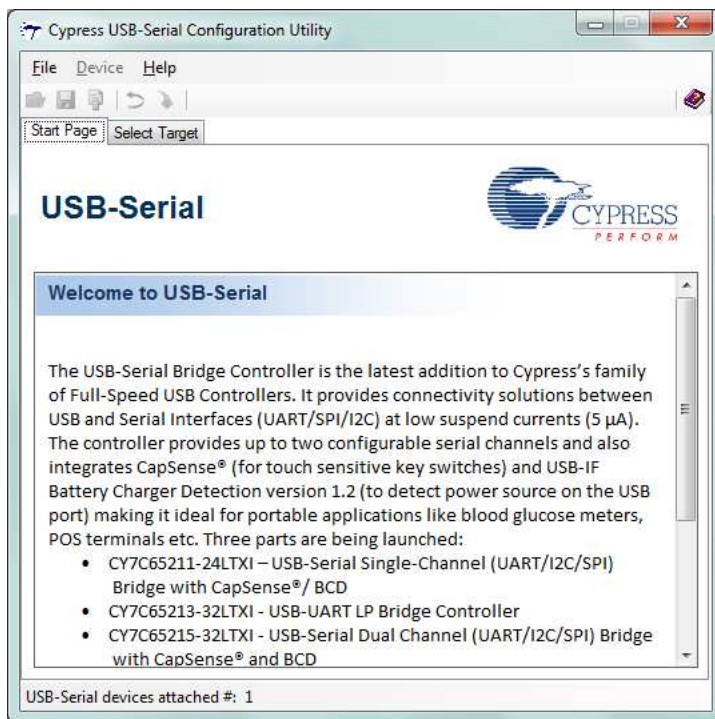 Cypress USB-Serial Configuration Utility
File Device Help
Start Page Select Target
USB-Serial
CYPRESS
PERFORM
Welcome to USB-Serial
The USB-Serial Bridge Controller is the latest addition to Cypress's family
of Full-Speed USB Controllers. It provides connectivity solutions between
USB and Serial Interfaces (UART/SPI/I2C) at low suspend currents (5 µA).
The controller provides up to two configurable serial channels and also
integrates CapSense® (for touch sensitive key switches) and USB-IF
Battery Charger Detection version 1.2 (to detect power source on the USB
port) making it ideal for portable applications like blood glucose meters,
POS terminals etc. Three parts are being launched:
• CY7C65211-24LTXI – USB-Serial Single-Channel (UART/I2C/SPI)
Bridge with CapSense®/ BCD
• CY7C65213-32LTXI - USB-UART LP Bridge Controller
• CY7C65215-32LTXI - USB-Serial Dual Channel (UART/I2C/SPI) Bridge
with CapSense® and BCD
USB-Serial devices attached #: 1